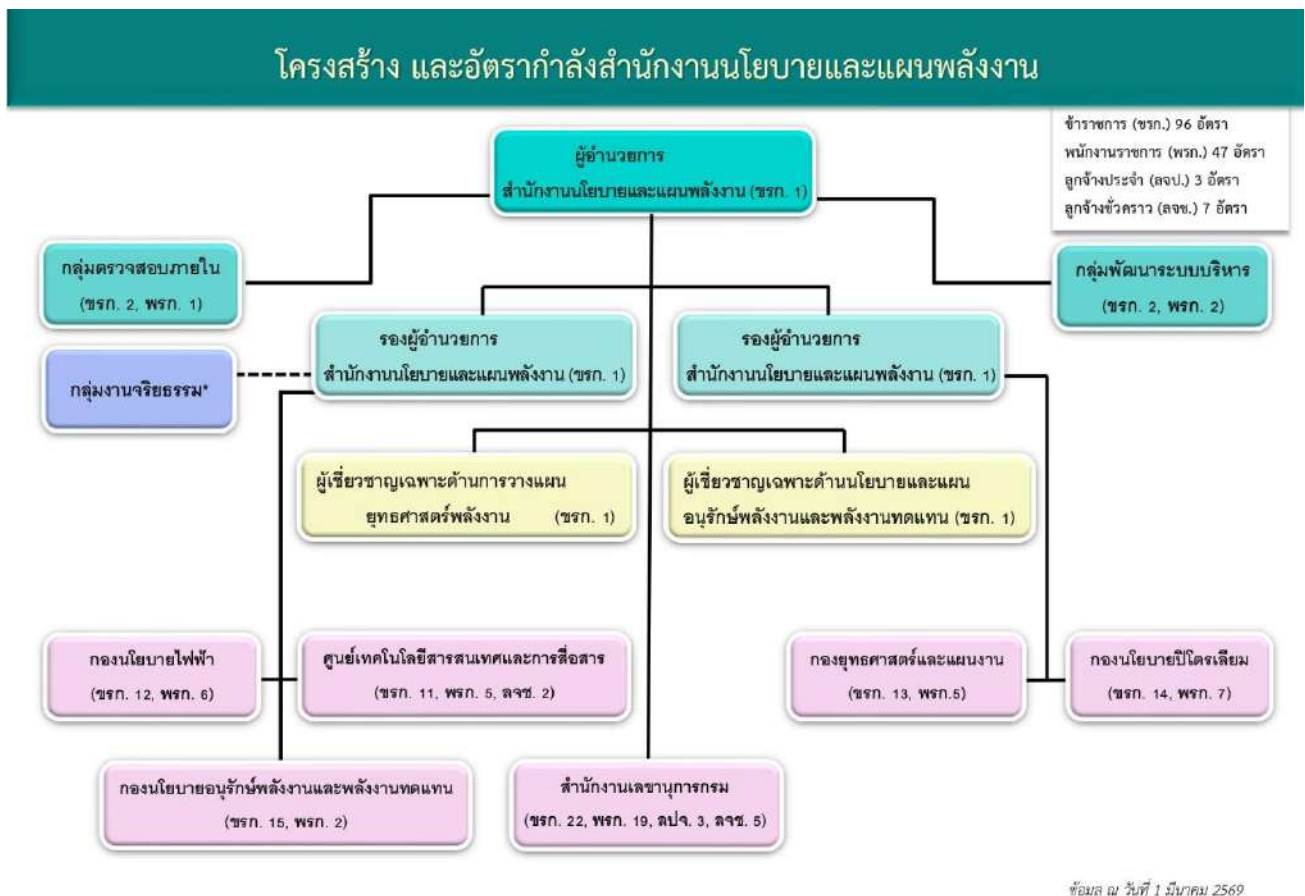 โครงสร้าง และอัตรากำลังสำนักงานนโยบายและแผนพลังงาน
ข้าราชการ (ขรก.) 96 อัตรา
พนักงานราชการ (พรก.) 47 อัตรา
ลูกจ้างประจำ (ลจป.) 3 อัตรา
ลูกจ้างชั่วคราว (ลจช.) 7 อัตรา
ผู้อำนวยการ
สำนักงานนโยบายและแผนพลังงาน (ขรก. 1)
กลุ่มตรวจสอบภายใน
(ขรก. 2, พรก. 1)
กลุ่มพัฒนาระบบบริหาร
(ขรก. 2, พรก. 2)
รองผู้อำนวยการ
สำนักงานนโยบายและแผนพลังงาน (ขรก. 1)
รองผู้อำนวยการ
สำนักงานนโยบายและแผนพลังงาน (ขรก. 1)
กลุ่มงานจริยธรรม*
ผู้เชี่ยวชาญเฉพาะด้านการวางแผน
ยุทธศาสตร์พลังงาน (ขรก. 1)
ผู้เชี่ยวชาญเฉพาะด้านนโยบายและแผน
อนุรักษ์พลังงานและพลังงานทดแทน (ขรก. 1)
กองนโยบายไฟฟ้า
(ขรก. 12, พรก. 6)
ศูนย์เทคโนโลยีสารสนเทศและการสื่อสาร
(ขรก. 11, พรก. 5, ลจช. 2)
กองยุทธศาสตร์และแผนงาน
(ขรก. 13, พรก.5)
กองนโยบายปิโตรเลียม
(ขรก. 14, พรก. 7)
กองนโยบายอนุรักษ์พลังงานและพลังงานทดแทน
(ขรก. 15, พรก. 2)
สำนักงานเลขานุการกรม
(ขรก. 22, พรก. 19, ลปจ. 3, ลจช. 5)
ข้อมูล ณ วันที่ 1 มีนาคม 2569